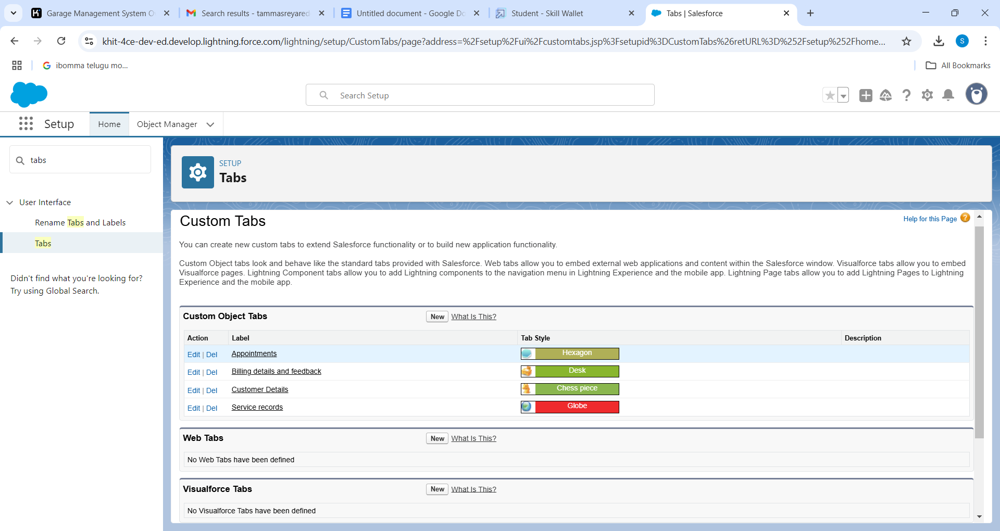 Garage Management System O
Search results - tammasreyared
Untitled document - Google Do
Student - Skill Wallet
Tabs | Salesforce
khit-4ce-dev-ed.develop.lightning.force.com/lightning/setup/CustomTabs/page?address=%2Fsetup%2Fui%2Fcustomtabs.jsp%3Fsetupid%3DCustomTabs%26retURL%3D%252Fsetup%252Fhome...
S
ibomma telugu mo...
All Bookmarks
Search Setup
Setup
Home
Object Manager
tabs
User Interface
Rename Tabs and Labels
Tabs
Didn't find what you're looking for?
Try using Global Search.
SETUP
Tabs
Custom Tabs
Help for this Page
You can create new custom tabs to extend Salesforce functionality or to build new application functionality.
Custom Object tabs look and behave like the standard tabs provided with Salesforce. Web tabs allow you to embed external web applications and content within the Salesforce window. Visualforce tabs allow you to embed
Visualforce pages. Lightning Component tabs allow you to add Lightning components to the navigation menu in Lightning Experience and the mobile app. Lightning Page tabs allow you to add Lightning Pages to Lightning
Experience and the mobile app.
Custom Object Tabs New What Is This?
Action Label Tab Style Description
Edit | Del Appointments Hexagon
Edit | Del Billing details and feedback Desk
Edit | Del Customer Details Chess piece
Edit | Del Service records Globe
Web Tabs New What Is This?
No Web Tabs have been defined
Visualforce Tabs New What Is This?
No Visualforce Tabs have been defined